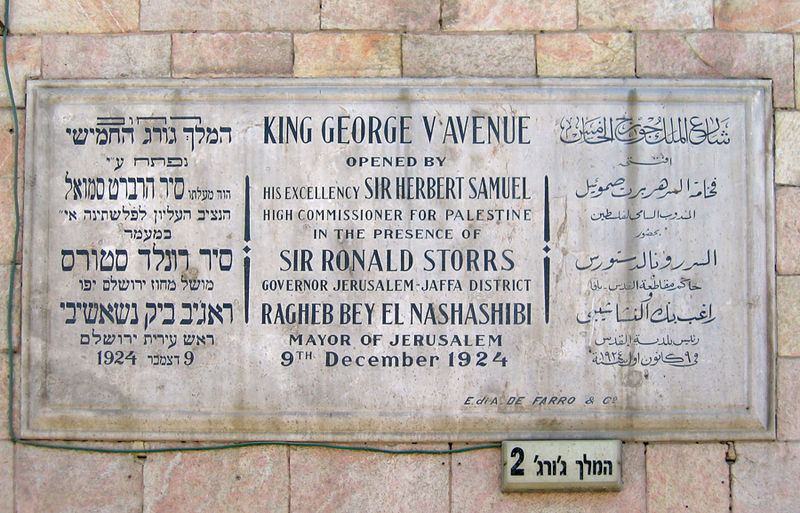 רחוב
המלך ג'ורג' החמישי
נפתח ע״י
הוד מעלתו סיר הרברט סמואל
הנציב העליון לפלשתינה א״י
במעמד
סיר רונלד סטורס
מושל מחוז ירושלם יפו
ראגיב ביק נשאשיבי
ראש עירית ירושלם
9 דצמבר 1924
KING GEORGE V AVENUE
OPENED BY
HIS EXCELLENCY SIR HERBERT SAMUEL
HIGH COMMISSIONER FOR PALESTINE
IN THE PRESENCE OF
SIR RONALD STORRS
GOVERNOR JERUSALEM-JAFFA DISTRICT
RAGHEB BEY EL NASHASHIBI
MAYOR OF JERUSALEM
9TH DECEMBER 1924
شارع الملك جورج الخامس
افتتحه
فخامة السر هربرت صموئيل
المندوب السامي لفلسطين
بحضور
السر رونالد ستورس
حاكم مقاطعة القدس - يافا
و
راغب بك النشاشيبي
رئيس بلدية القدس
في ٩ كانون اول سنة ١٩٢٤
E. di A. DE FARRO & Co.
2 המלך ג'ורג'